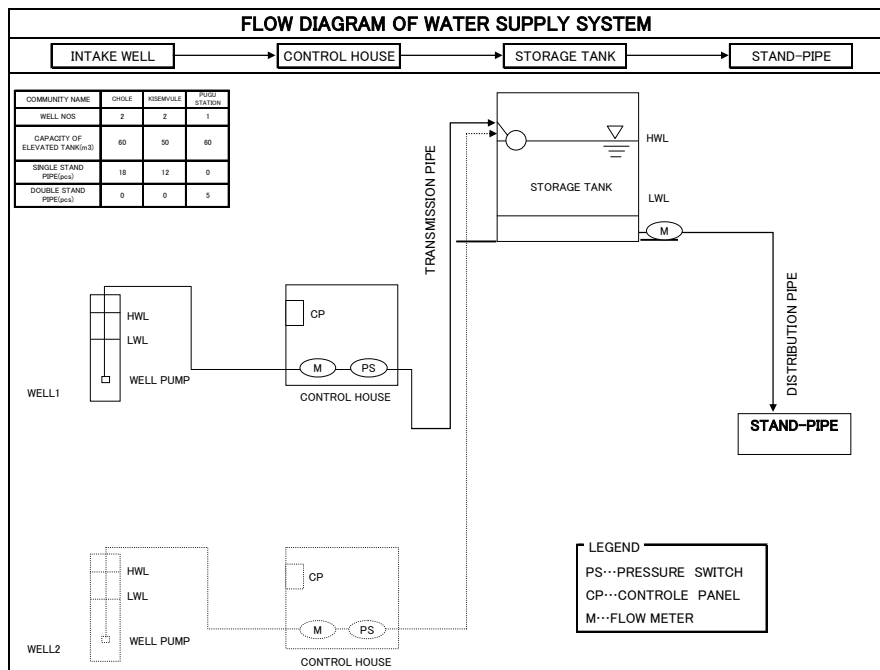 FLOW DIAGRAM OF WATER SUPPLY SYSTEM
INTAKE WELL
CONTROL HOUSE
STORAGE TANK
STAND-PIPE
COMMUNITY NAME CHOLE KISEMVULE PUGU STATION
WELL NOS 2 2 1
CAPACITY OF
ELEVATED TANK(m3) 60 50 60
SINGLE STAND
PIPE(pcs) 18 12 0
DOUBLE STAND
PIPE(pcs) 0 0 5
TRANSMISSION PIPE
HWL
STORAGE TANK
LWL
M
DISTRIBUTION PIPE
STAND-PIPE
HWL
LWL
WELL PUMP
WELL1
CP
M
PS
CONTROL HOUSE
HWL
LWL
WELL PUMP
WELL2
CP
M
PS
CONTROL HOUSE
LEGEND
PS…PRESSURE SWITCH
CP…CONTROLE PANEL
M…FLOW METER